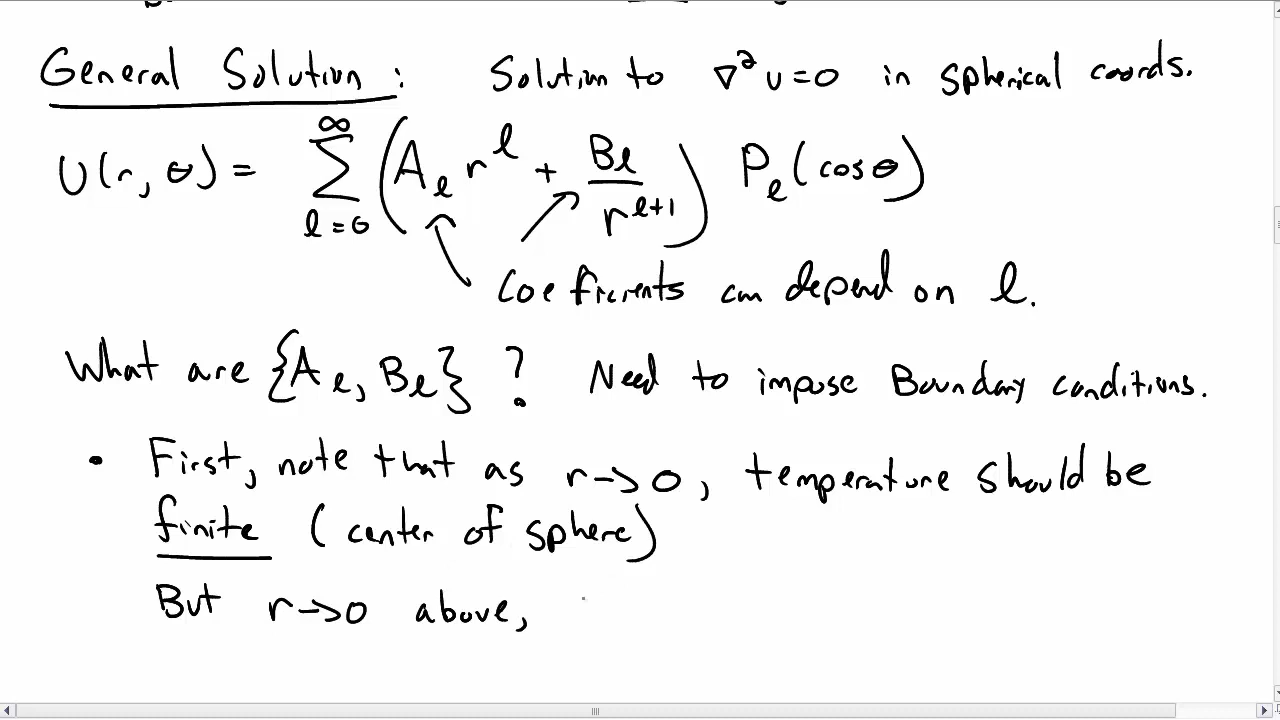 General Solution : Solution to ∇²u=0 in spherical coords.
U(r, θ) = ∑_{l=0}^{∞} (A_l r^l + B_l / r^{l+1}) P_l(cosθ)
Coefficients can depend on l.
What are {A_l, B_l} ? Need to impose Boundary conditions.
• First, note that as r→0, temperature should be
finite (center of sphere)
But r→0 above,